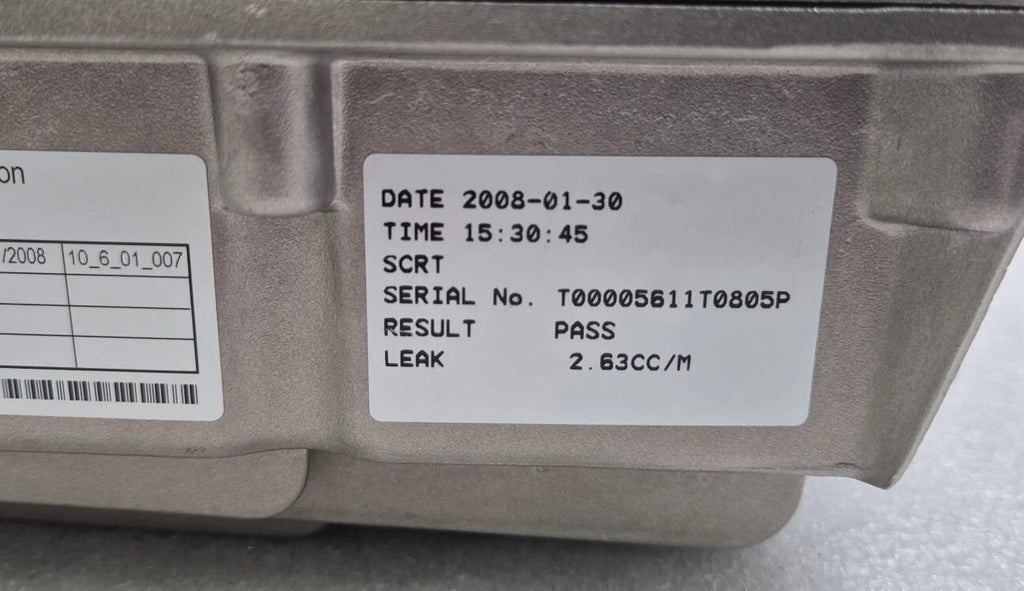 on
/2008 10_6_01_007
DATE 2008-01-30
TIME 15:30:45
SCRT
SERIAL No. T00005611T0805P
RESULT PASS
LEAK 2.63CC/M